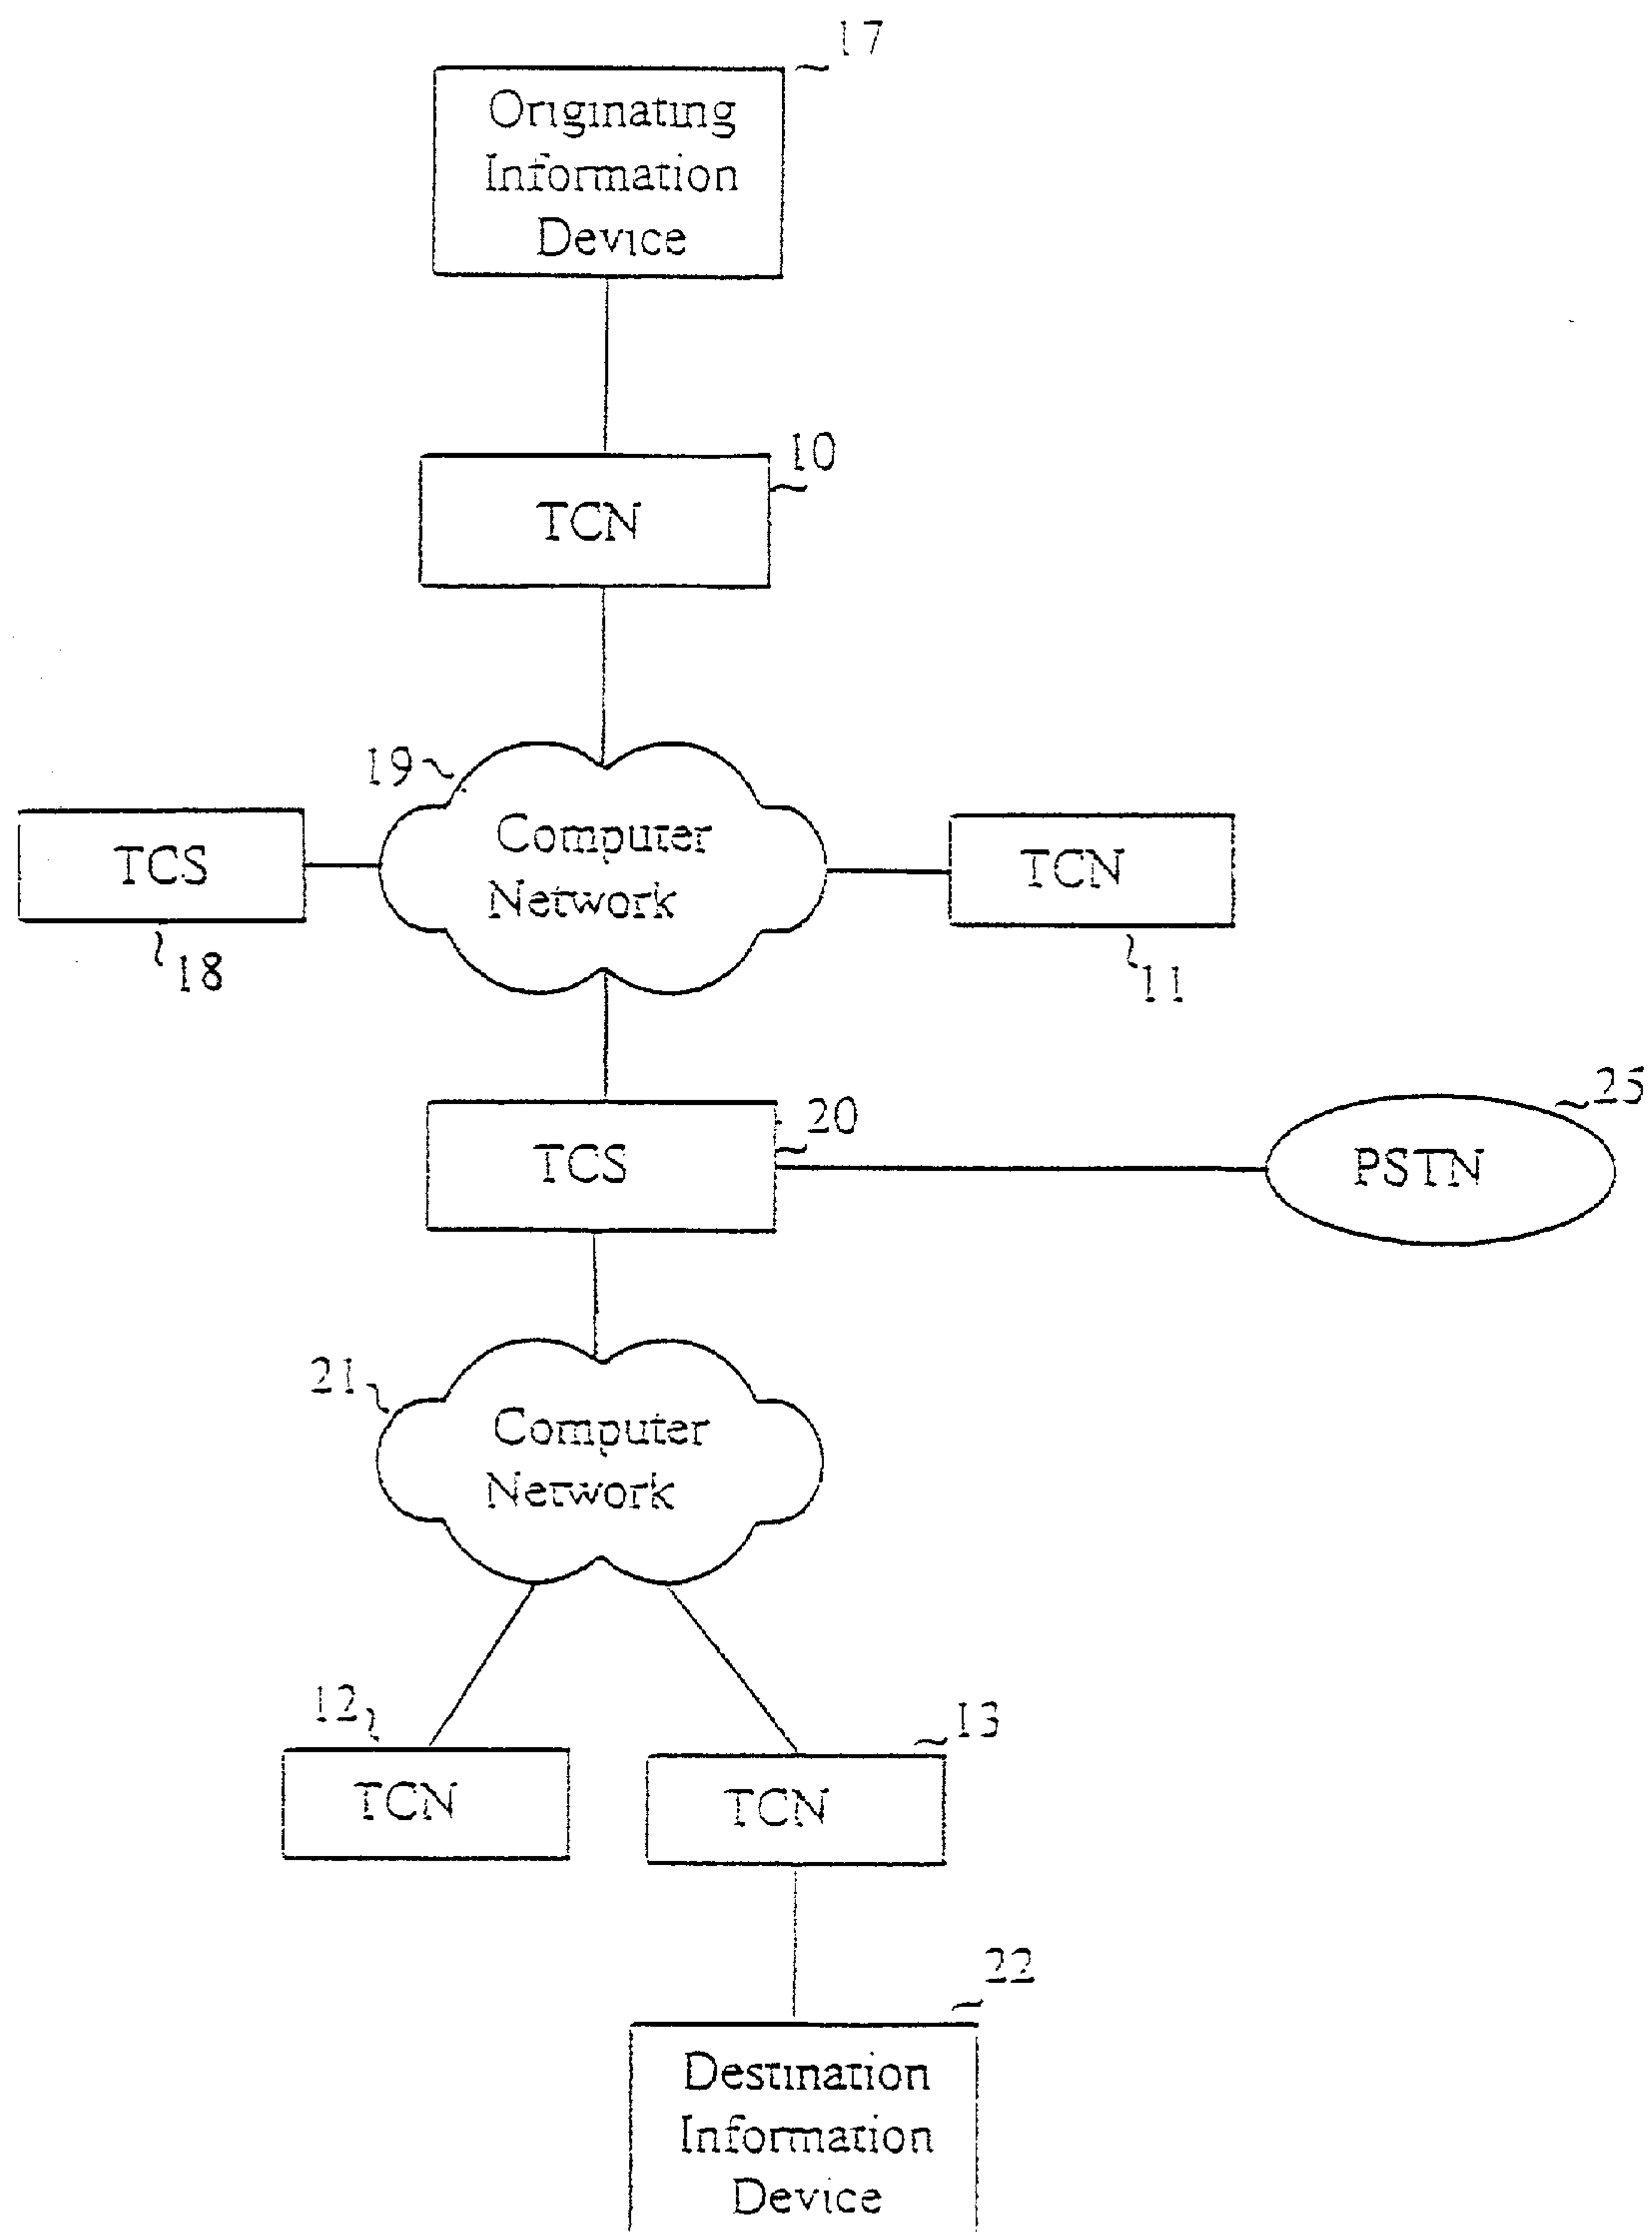 17
Originating
Information
Device
10
TCN
19
Computer
Network
TCS
18
TCN
11
20
TCS
25
PSTN
21
Computer
Network
12
TCN
13
TCN
22
Destination
Information
Device